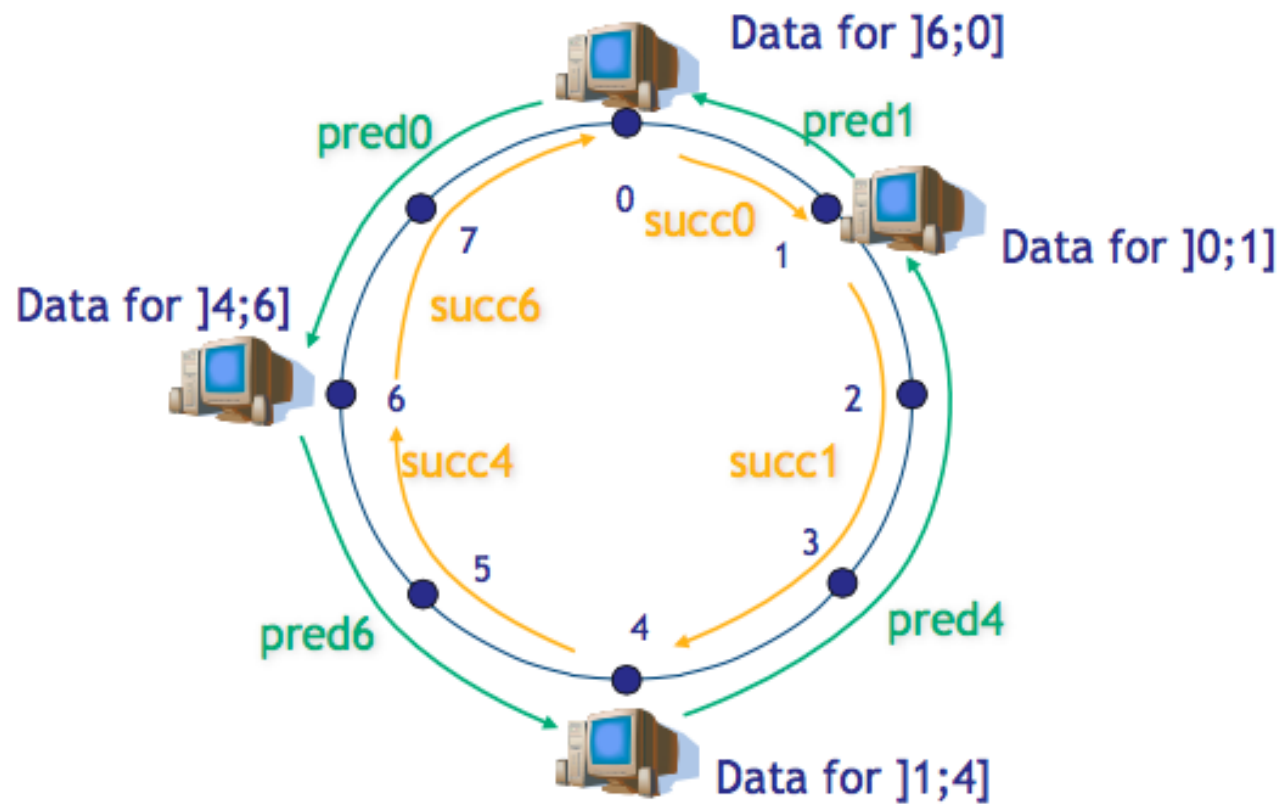 Data for ]6;0]
pred0
pred1
0
succ0
7
1
Data for ]0;1]
Data for ]4;6]
succ6
6
2
succ4
succ1
3
5
pred6
4
pred4
Data for ]1;4]